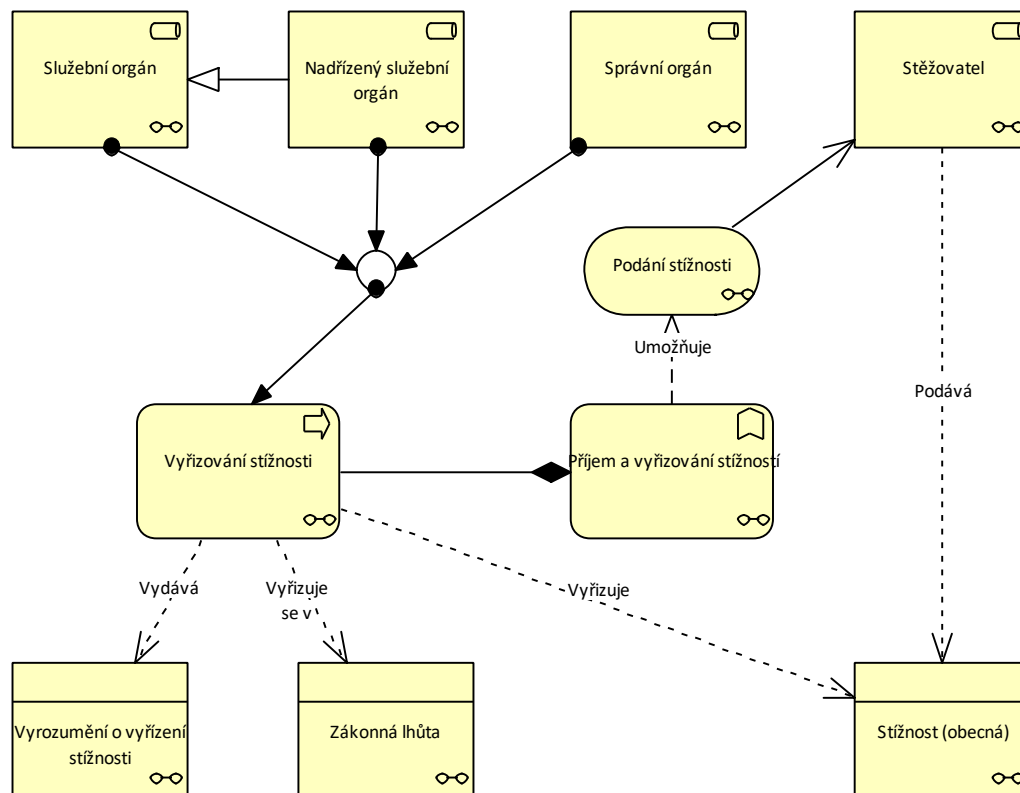 Služební orgán
Nadřízený služební
orgán
Správní orgán
Stěžovatel
Podání stížnosti
Umožňuje
Podává
Vyřizování stížnosti
Příjem a vyřizování stížností
Vydává
Vyřizuje
se v
Vyřizuje
Vyrozumění o vyřízení
stížnosti
Zákonná lhůta
Stížnost (obecná)